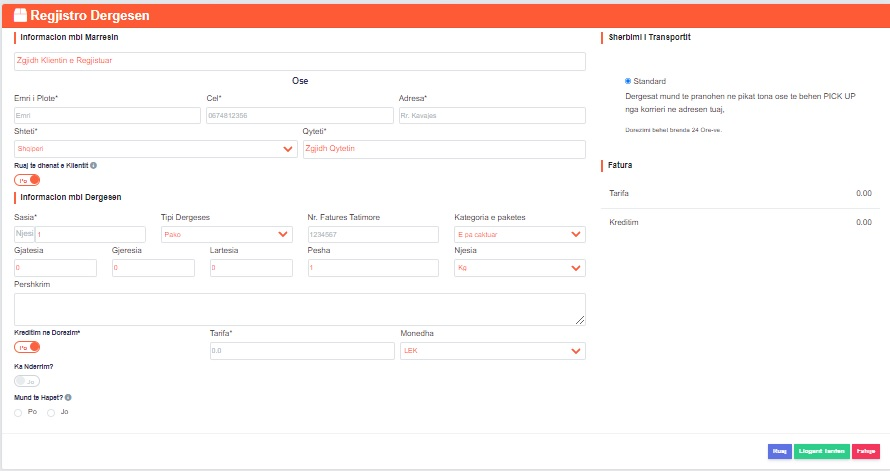 Regjistro Dergesen
Informacion mbi Marresin
Zgjidh Klientin e Regjistuar
Ose
Emri i Plote* Cel* Adresa*
Emri 0674812356 Rr. Kavajes
Shteti* Qyteti*
Shqiperi Zgjidh Qytetin
Ruaj te dhenat e Klientit
Po
Informacion mbi Dergesen
Sasia* Tipi Dergeses Nr. Fatures Tatimore Kategoria e paketes
Njesi 1 Pako 1234567 E pa caktuar
Gjatesia Gjeresia Lartesia Pesha Njesia
0 0 0 1 Kg
Pershkrim
Kreditim ne Dorezim* Tarifa* Monedha
Po 0.0 LEK
Ka Nderrim?
Jo
Mund te Hapet?
Po Jo
Sherbimi i Transportit
Standard
Dergesat mund te pranohen ne pikat tona ose te behen PICK UP
nga korrieri ne adresen tuaj,
Dorezimi behet brenda 24 Ore-ve.
Fatura
Tarifa 0.00
Kreditim 0.00
Ruaj